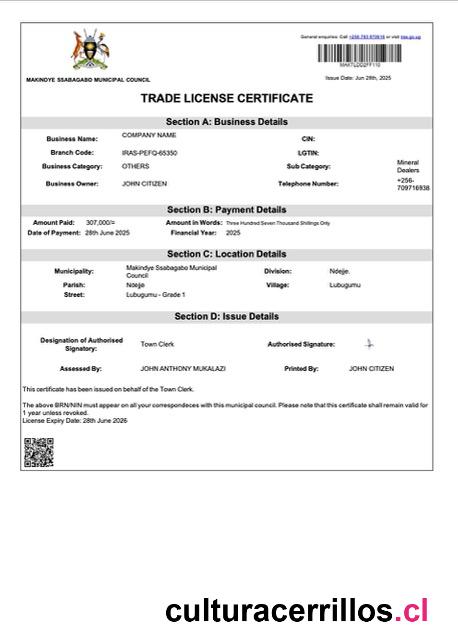 General enquiries: Call +256-793-970016 or visit iras.go.ug
MAK7LDD2FF110
MAKINDYE SSABAGABO MUNICIPAL COUNCIL
Issue Date: Jun 28th, 2025
TRADE LICENSE CERTIFICATE
Section A: Business Details
Business Name: COMPANY NAME CIN:
Branch Code: IRAS-PEFQ-65350 LGTIN:
Business Category: OTHERS Sub Category: Mineral Dealers
Business Owner: JOHN CITIZEN Telephone Number: +256-709716938
Section B: Payment Details
Amount Paid: 307,000/= Amount in Words: Three Hundred Seven Thousand Shillings Only
Date of Payment: 28th June 2025 Financial Year: 2025
Section C: Location Details
Municipality: Makindye Ssabagabo Municipal Council Division: Ndejje.
Parish: Ndejje Village: Lubugumu
Street: Lubugumu - Grade 1
Section D: Issue Details
Designation of Authorised Signatory: Town Clerk Authorised Signature:
Assessed By: JOHN ANTHONY MUKALAZI Printed By: JOHN CITIZEN
This certificate has been issued on behalf of the Town Clerk.
The above BRN/NIN must appear on all your correspondeces with this municipal council. Please note that this certificate shall remain valid for
1 year unless revoked.
License Expiry Date: 28th June 2026
culturacerrillos.cl